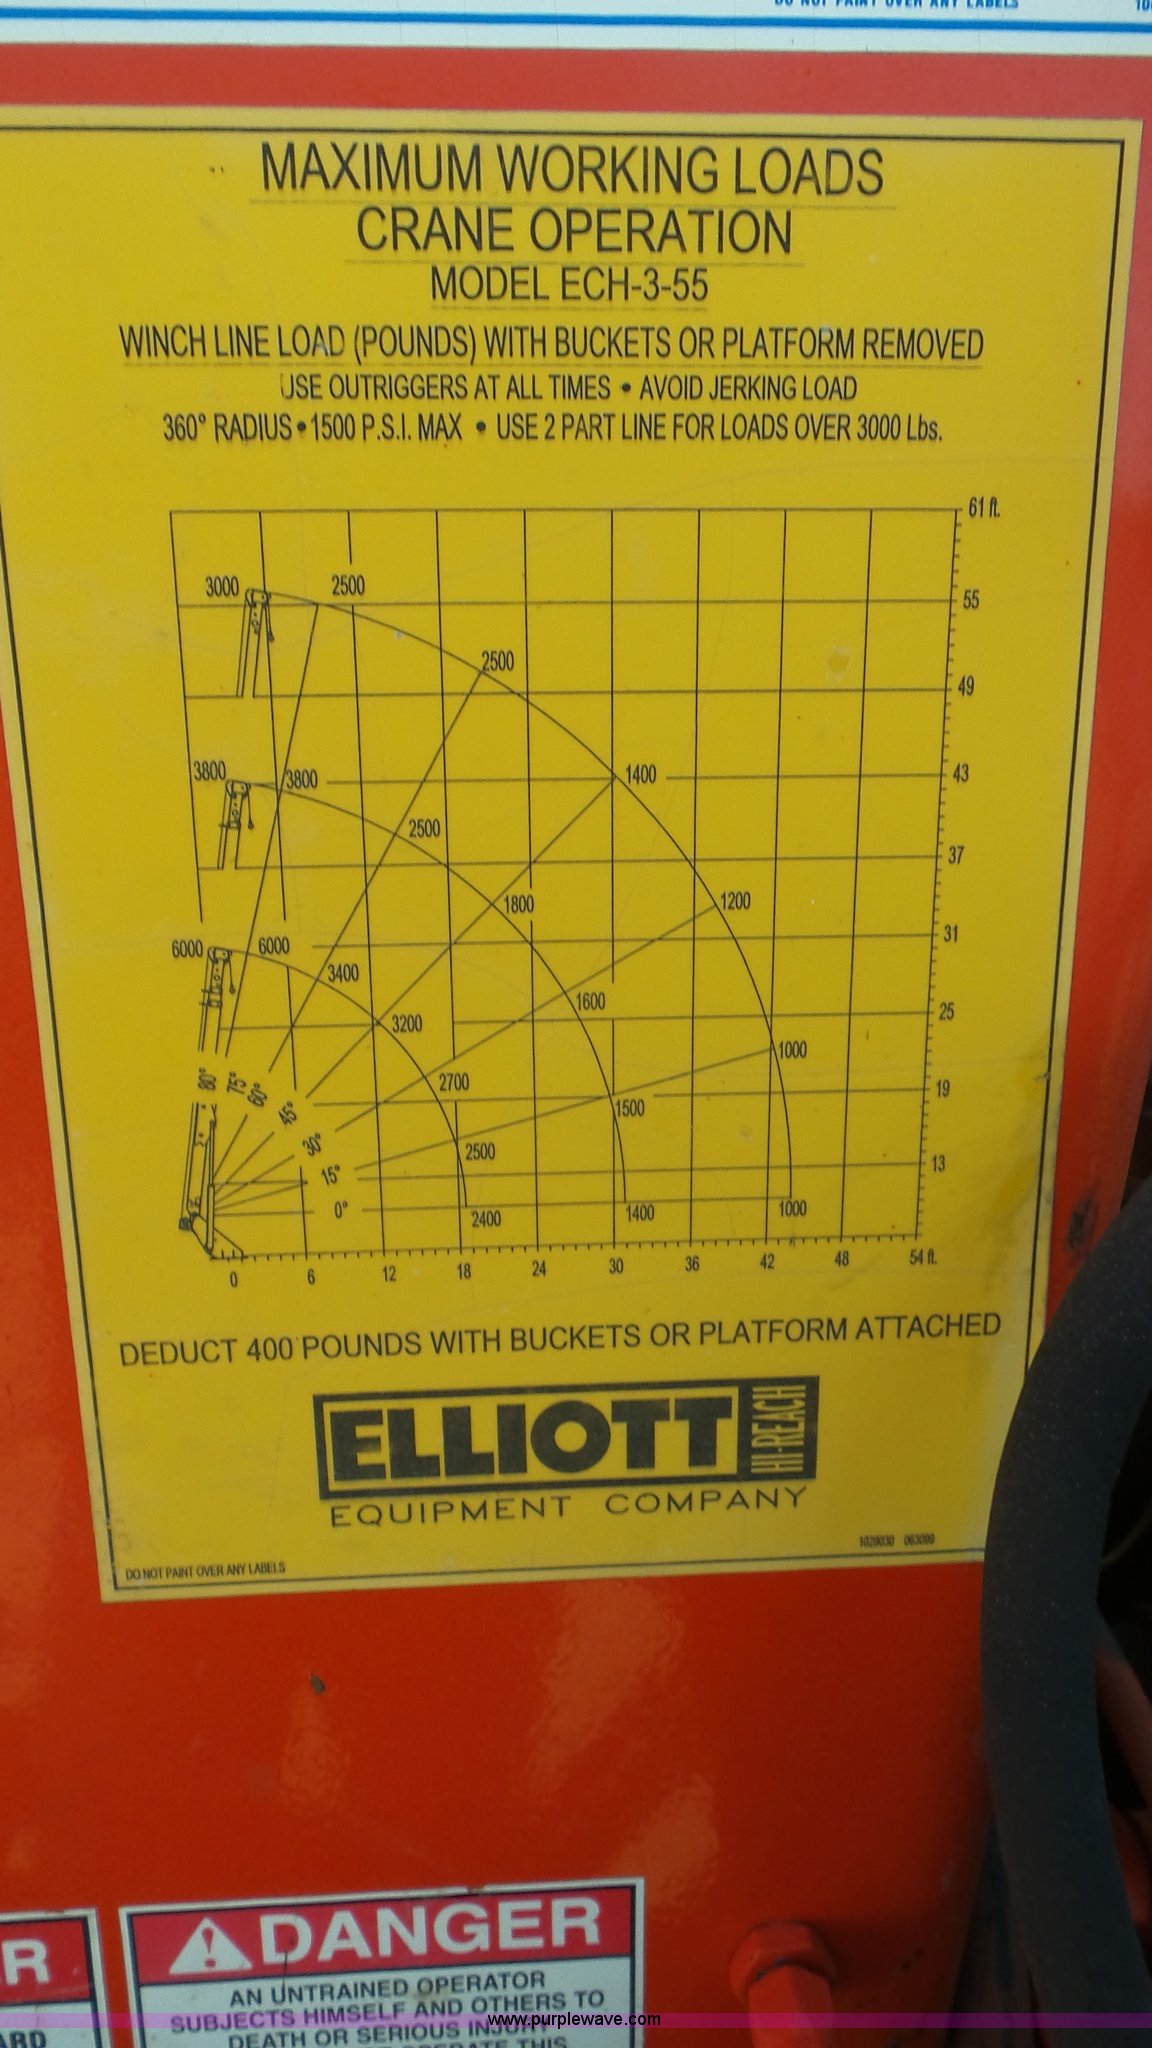 DO NOT PAINT OVER ANY LABELS
MAXIMUM WORKING LOADS
CRANE OPERATION
MODEL ECH-3-55
WINCH LINE LOAD (POUNDS) WITH BUCKETS OR PLATFORM REMOVED
USE OUTRIGGERS AT ALL TIMES • AVOID JERKING LOAD
360° RADIUS • 1500 P.S.I. MAX • USE 2 PART LINE FOR LOADS OVER 3000 Lbs.
61 ft.
3000 2500 55
2500 49
3800 3800 1400 43
2500 37
1800 1200
6000 6000 31
3400 1600
3200 25
80° 75° 60° 2700 1000 19
45° 1500
30° 2500 13
15°
0° 2400 1400 1000
0 6 12 18 24 30 36 42 48 54 ft.
DEDUCT 400 POUNDS WITH BUCKETS OR PLATFORM ATTACHED
ELLIOTT HI-REACH
EQUIPMENT COMPANY
1029030 063099
DO NOT PAINT OVER ANY LABELS
DANGER
AN UNTRAINED OPERATOR
SUBJECTS HIMSELF AND OTHERS TO
DEATH OR SERIOUS INJURY
www.purplewave.com